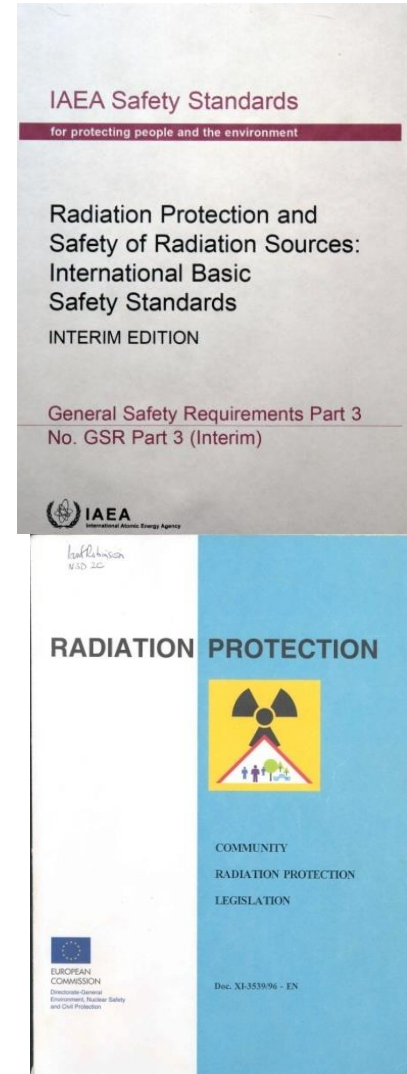 IAEA Safety Standards
for protecting people and the environment
Radiation Protection and
Safety of Radiation Sources:
International Basic
Safety Standards
INTERIM EDITION
General Safety Requirements Part 3
No. GSR Part 3 (Interim)
IAEA
International Atomic Energy Agency
NSD 2C
RADIATION PROTECTION
COMMUNITY
RADIATION PROTECTION
LEGISLATION
EUROPEAN
COMMISSION
Directorate-General
Environment, Nuclear Safety
and Civil Protection
Doc. XI-3539/96 - EN